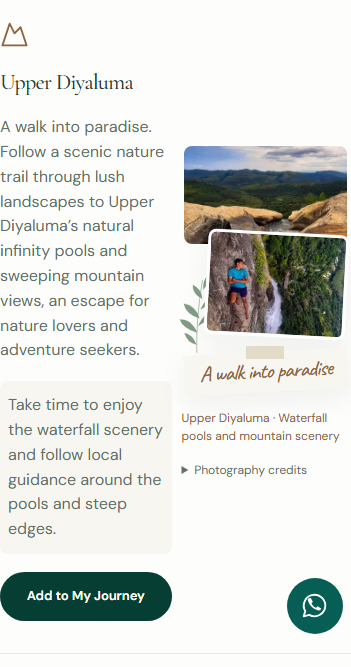 Upper Diyaluma
A walk into paradise.
Follow a scenic nature
trail through lush
landscapes to Upper
Diyaluma’s natural
infinity pools and
sweeping mountain
views, an escape for
nature lovers and
adventure seekers.
Take time to enjoy
the waterfall scenery
and follow local
guidance around the
pools and steep
edges.
Add to My Journey
A walk into paradise
Upper Diyaluma · Waterfall
pools and mountain scenery
▶ Photography credits